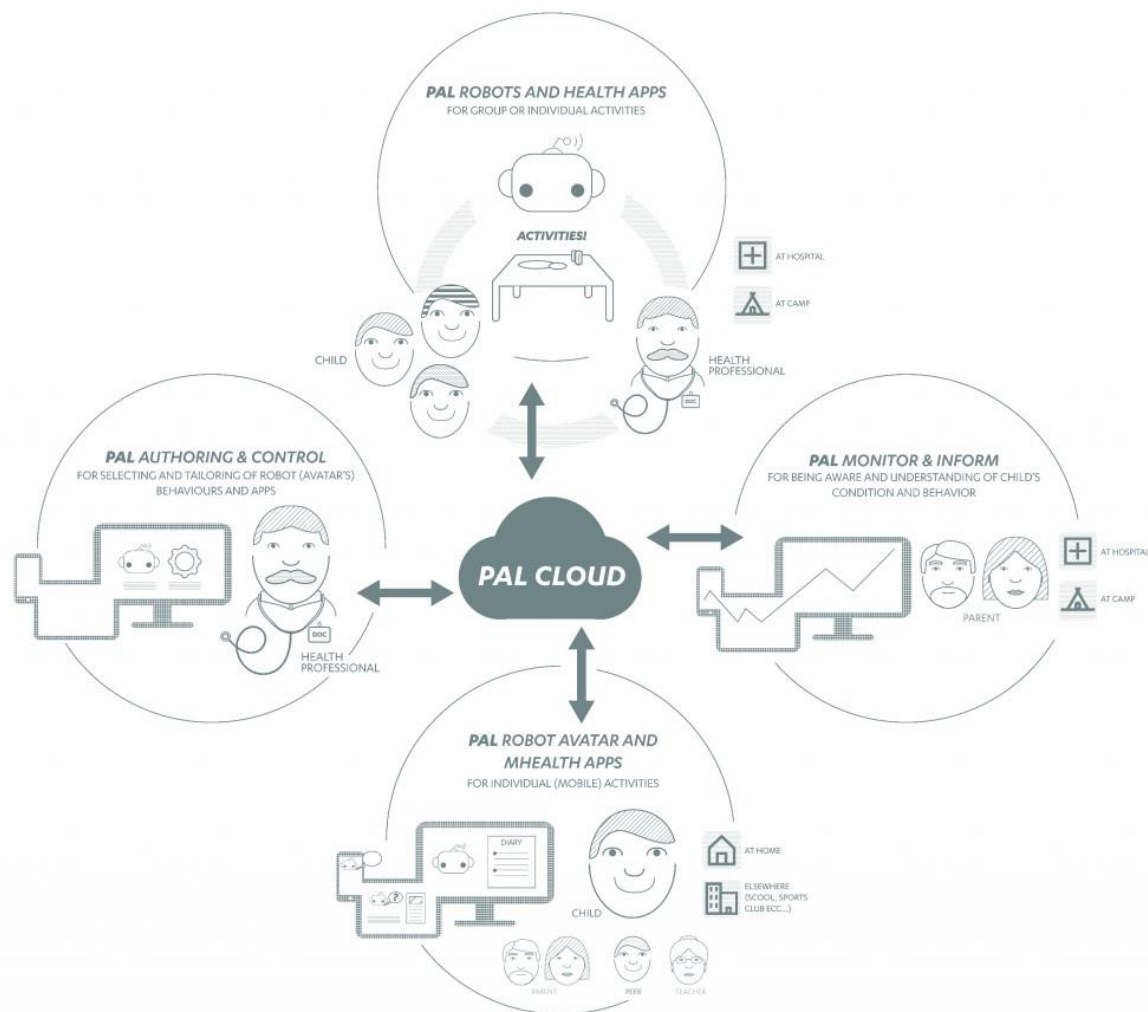 PAL ROBOTS AND HEALTH APPS
FOR GROUP OR INDIVIDUAL ACTIVITIES
ACTIVITIES!
AT HOSPITAL
AT CAMP
CHILD
HEALTH
PROFESSIONAL
DOC
PAL AUTHORING & CONTROL
FOR SELECTING AND TAILORING OF ROBOT (AVATAR'S)
BEHAVIOURS AND APPS
DOC
HEALTH
PROFESSIONAL
PAL CLOUD
PAL MONITOR & INFORM
FOR BEING AWARE AND UNDERSTANDING OF CHILD'S
CONDITION AND BEHAVIOR
AT HOSPITAL
AT CAMP
PARENT
PAL ROBOT AVATAR AND
MHEALTH APPS
FOR INDIVIDUAL (MOBILE) ACTIVITIES
DIARY
?
CHILD
AT HOME
ELSEWHERE
(SCOOL, SPORTS
CLUB ECC...)
PARENT
PEER
TEACHER